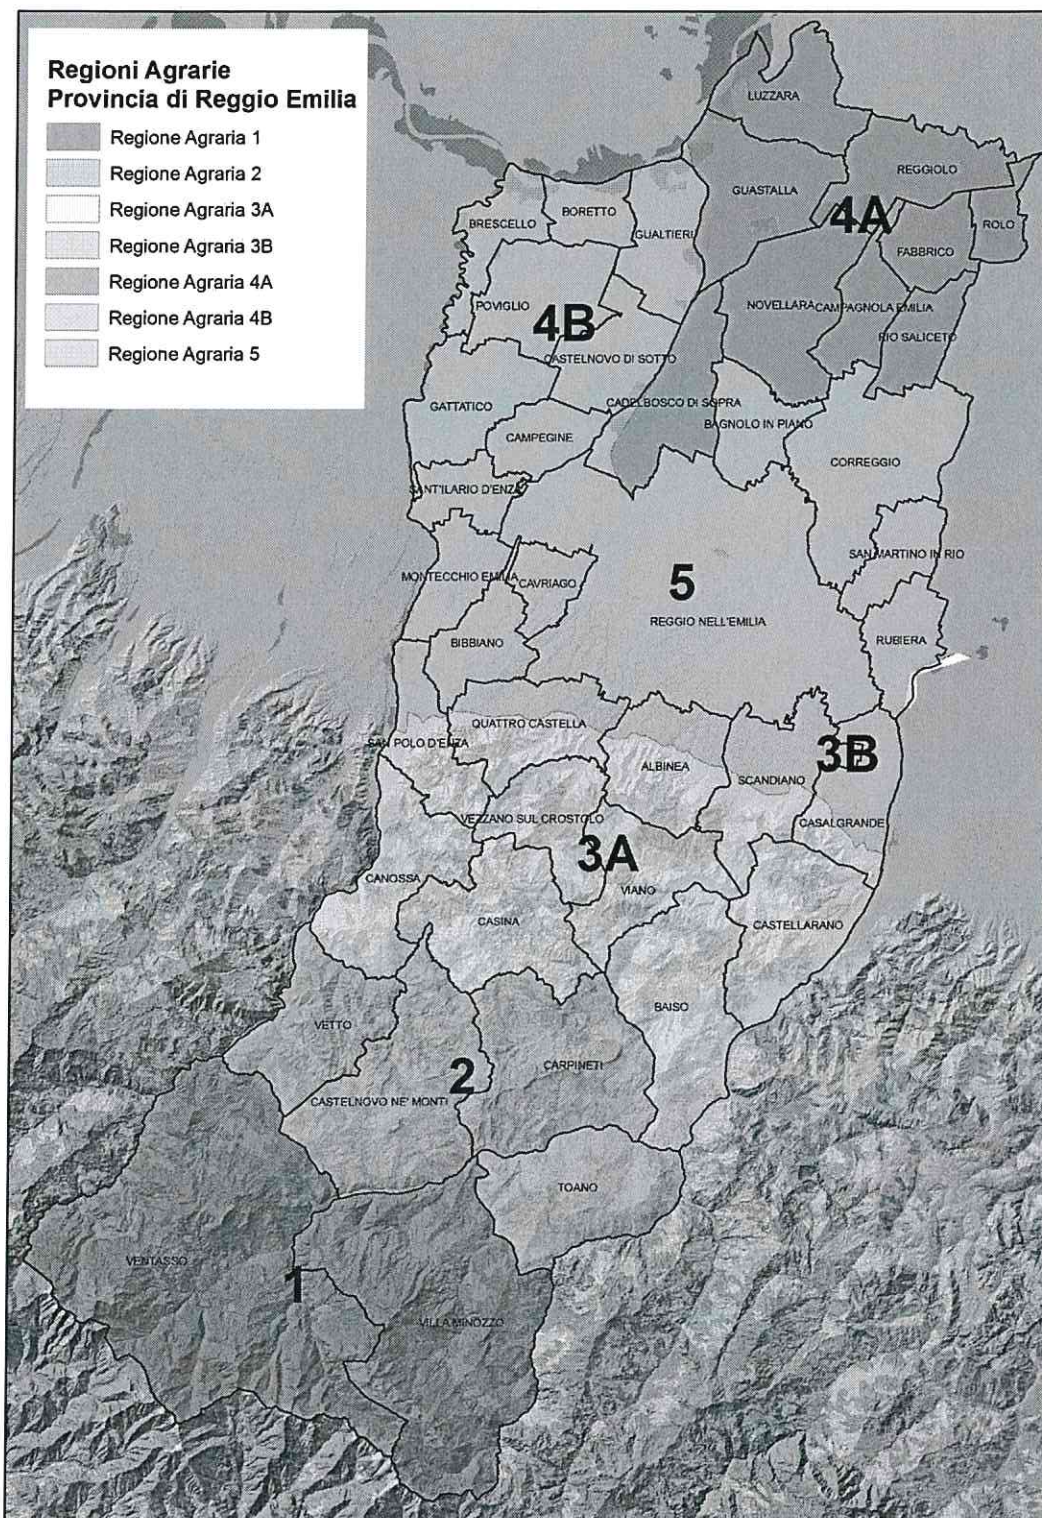 Regioni Agrarie
Provincia di Reggio Emilia
Regione Agraria 1
Regione Agraria 2
Regione Agraria 3A
Regione Agraria 3B
Regione Agraria 4A
Regione Agraria 4B
Regione Agraria 5
LUZZARA
REGGIOLO
GUASTALLA
4A
BORETTO
BRESCELLO
GUALTIERI
ROLO
FABBRICO
POVIGLIO
NOVELLARA
CAMPAGNOLA EMILIA
4B
RIO SALICETO
CASTELNOVO DI SOTTO
GATTATICO
CADELBOSCO DI SOPRA
BAGNOLO IN PIANO
CAMPEGINE
CORREGGIO
SANT'ILARIO D'ENZA
SAN MARTINO IN RIO
MONTECCHIO EMILIA
CAVRIAGO
5
REGGIO NELL'EMILIA
BIBBIANO
RUBIERA
QUATTRO CASTELLA
SAN POLO D'ENZA
3B
ALBINEA
SCANDIANO
VEZZANO SUL CROSTOLO
CASALGRANDE
3A
CANOSSA
VIANO
CASINA
CASTELLARANO
BAISO
VETTO
2
CARPINETI
CASTELNOVO NE' MONTI
TOANO
VENTASSO
1
VILLA MINOZZO